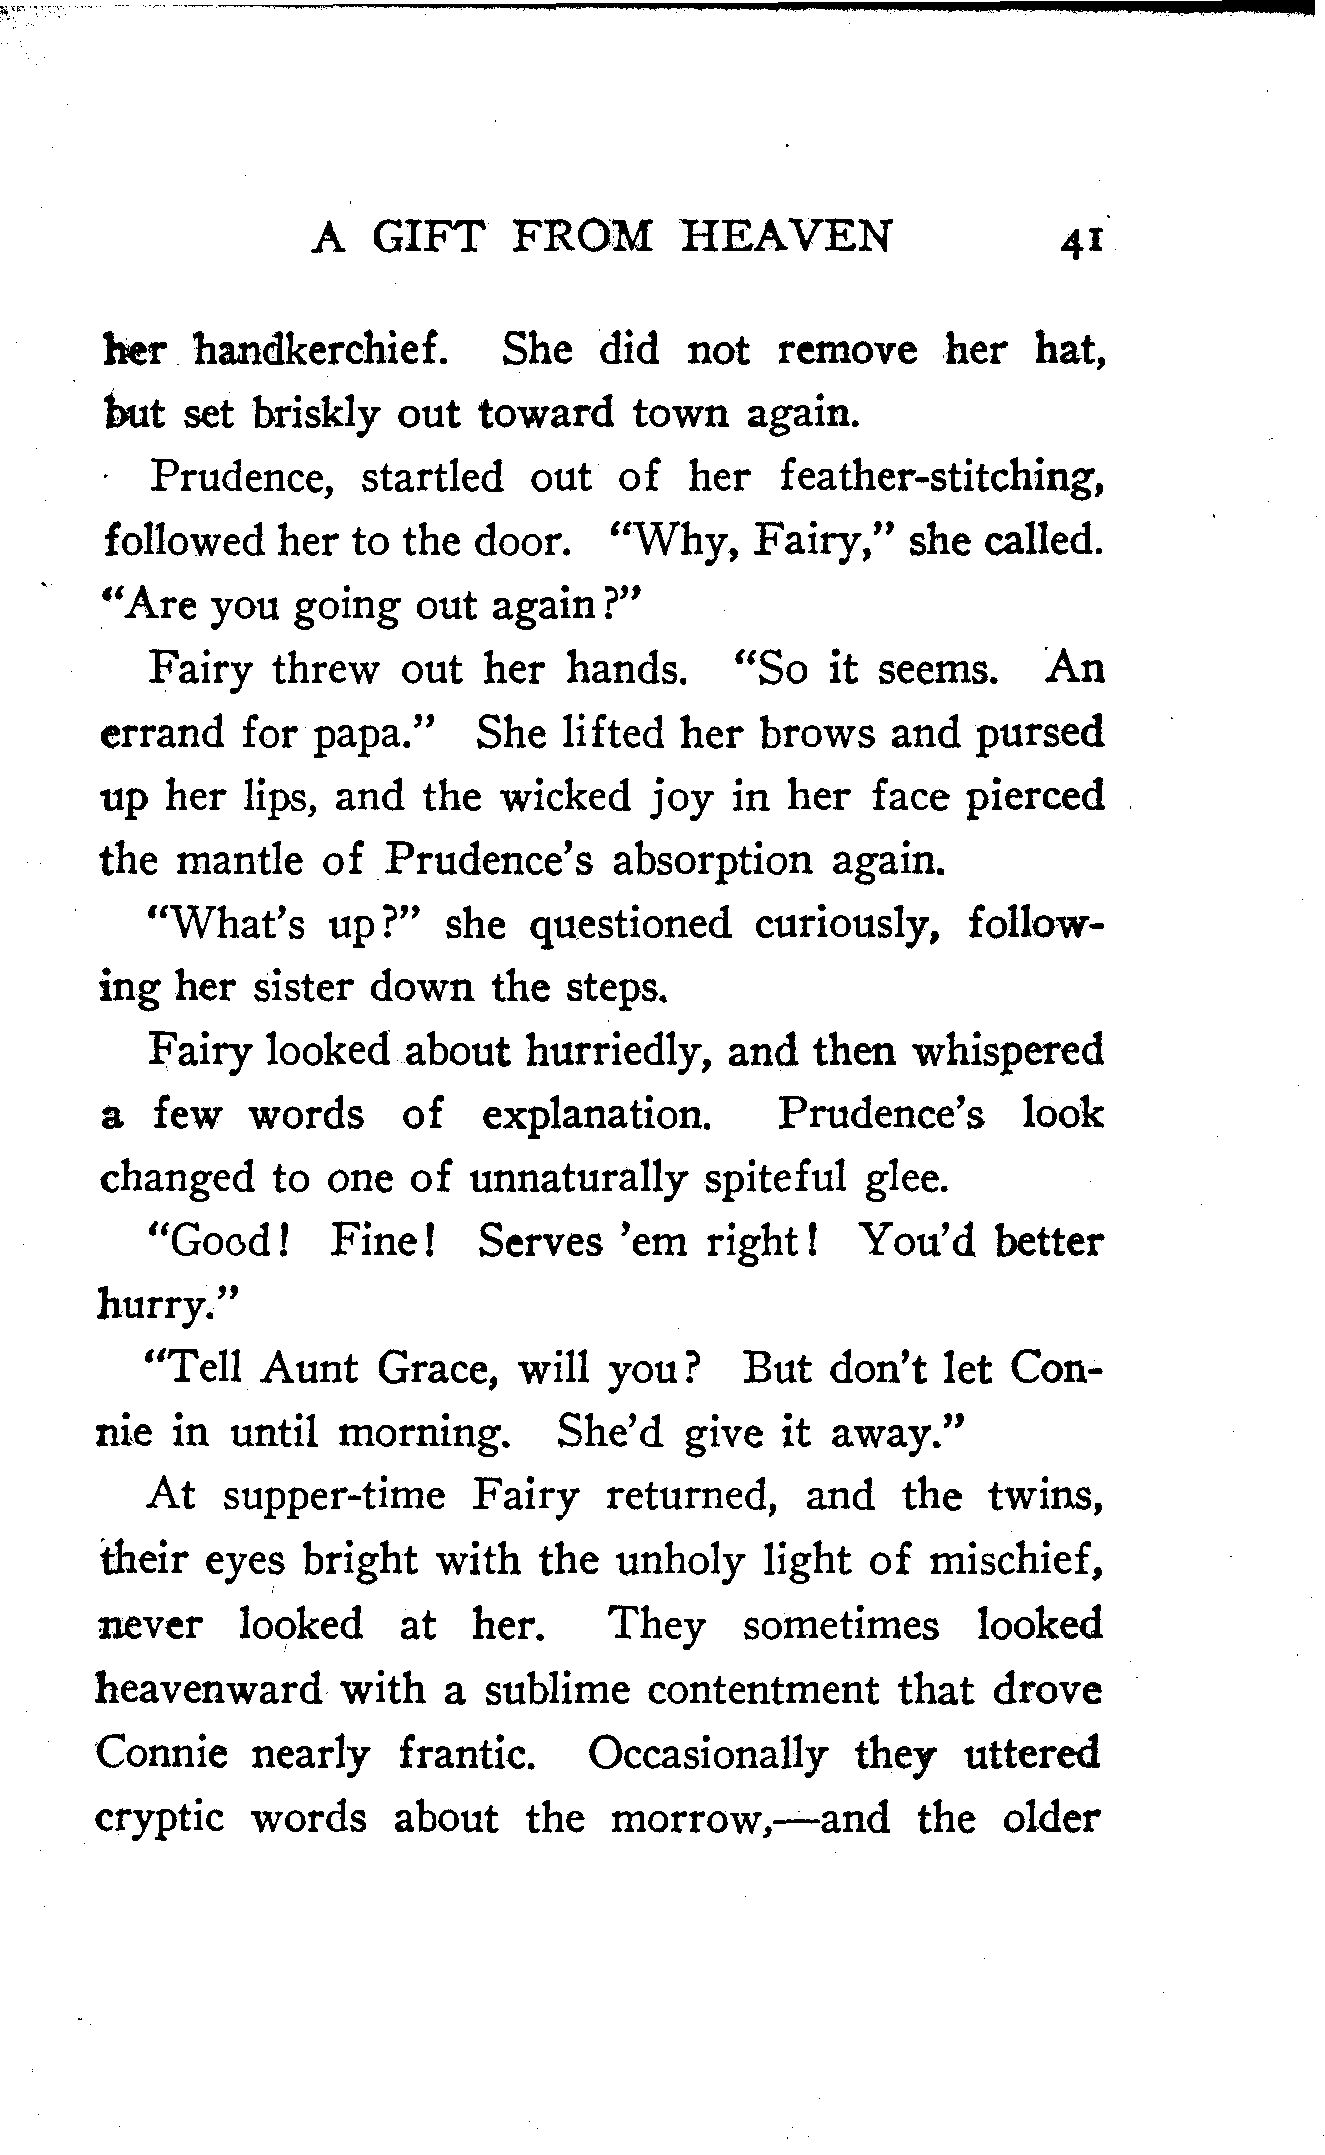 A GIFT FROM HEAVEN 41
her handkerchief. She did not remove her hat,
but set briskly out toward town again.
Prudence, startled out of her feather-stitching,
followed her to the door. “Why, Fairy,” she called.
“Are you going out again?”
Fairy threw out her hands. “So it seems. An
errand for papa.” She lifted her brows and pursed
up her lips, and the wicked joy in her face pierced
the mantle of Prudence’s absorption again.
“What’s up?” she questioned curiously, follow-
ing her sister down the steps.
Fairy looked about hurriedly, and then whispered
a few words of explanation. Prudence’s look
changed to one of unnaturally spiteful glee.
“Good! Fine! Serves ’em right! You’d better
hurry.”
“Tell Aunt Grace, will you? But don’t let Con-
nie in until morning. She’d give it away.”
At supper-time Fairy returned, and the twins,
their eyes bright with the unholy light of mischief,
never looked at her. They sometimes looked
heavenward with a sublime contentment that drove
Connie nearly frantic. Occasionally they uttered
cryptic words about the morrow,—and the older